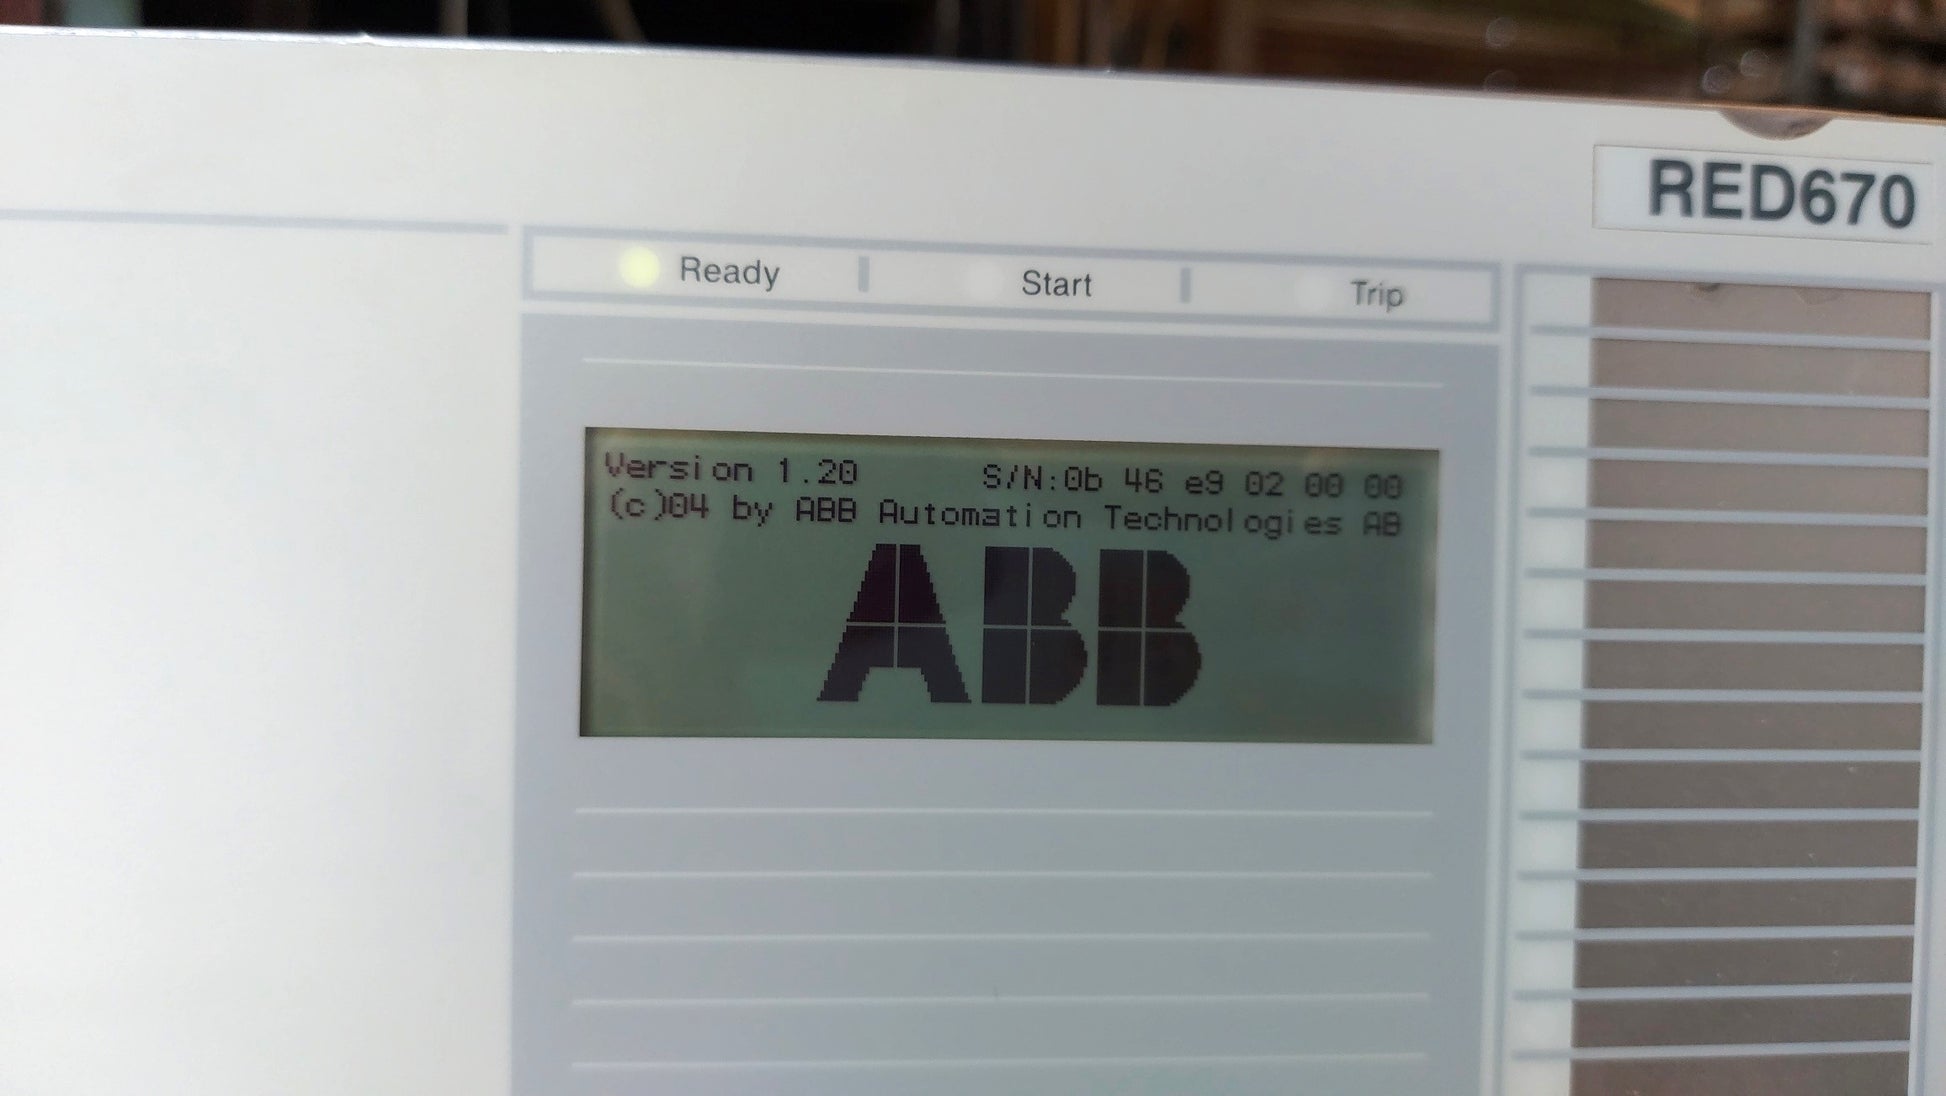 RED670
Ready Start Trip
Version 1.20 S/N:0b 46 e9 02 00 00
(c)04 by ABB Automation Technologies AB
ABB